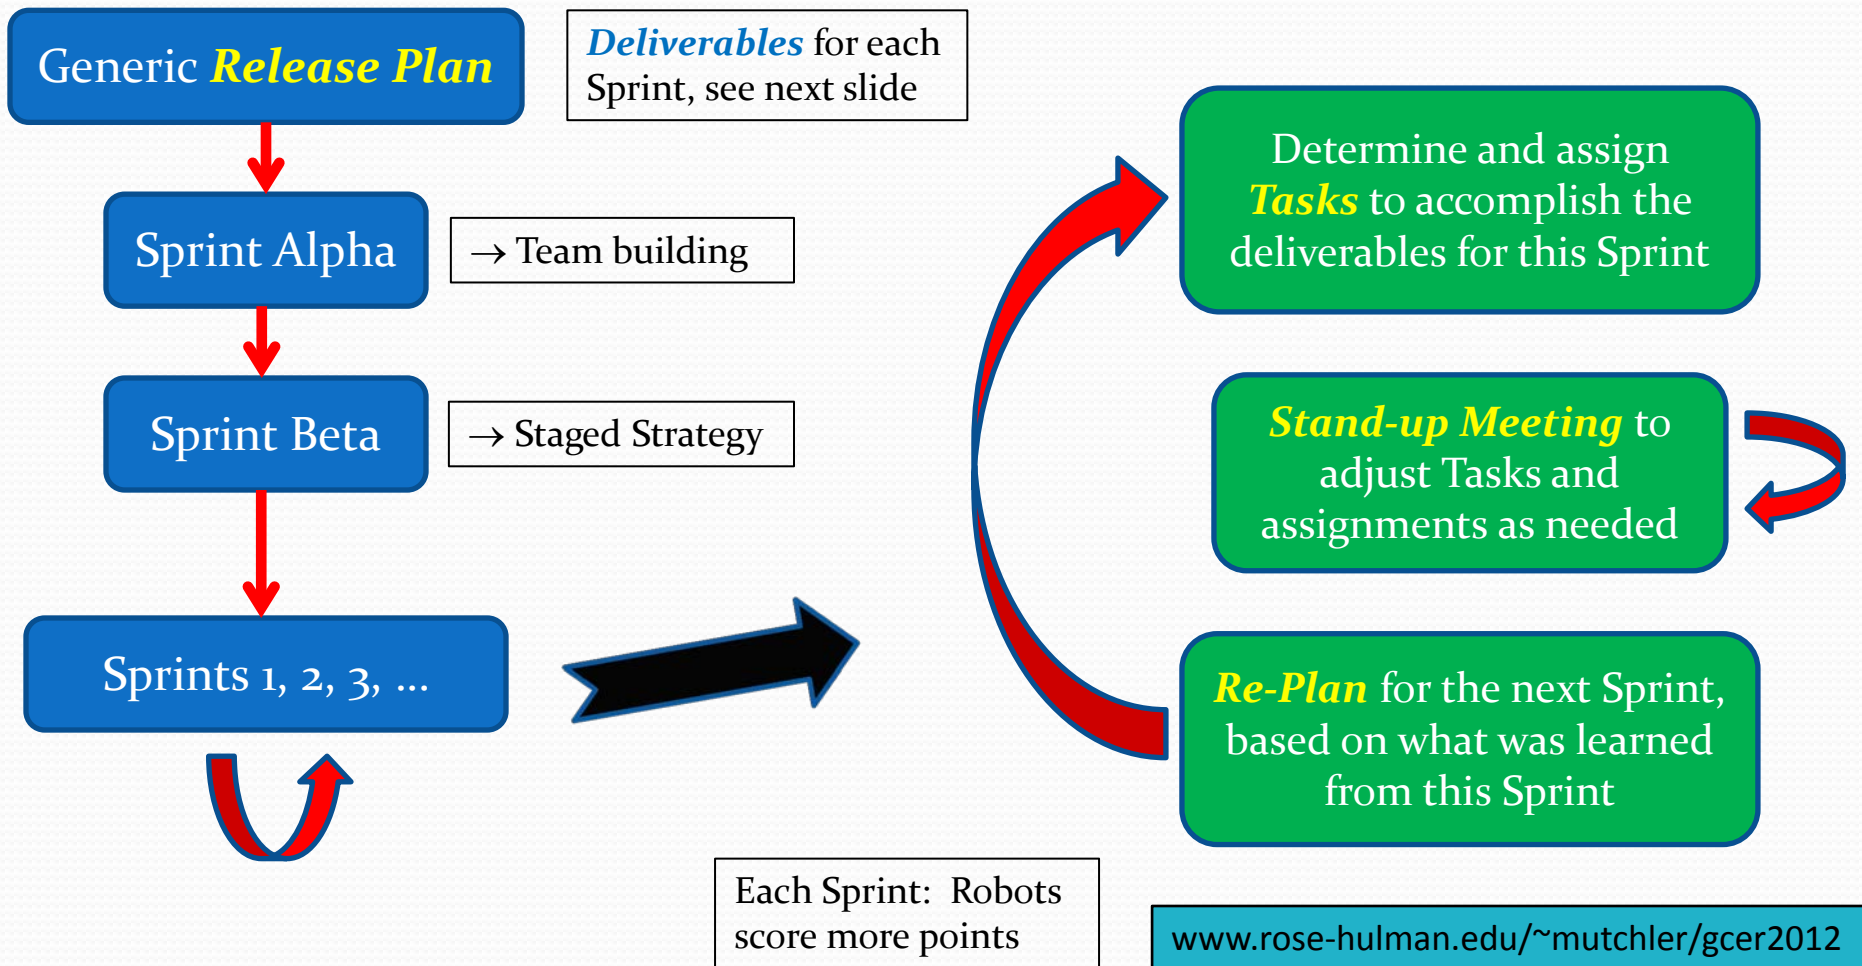 Generic Release Plan
Deliverables for each
Sprint, see next slide
Sprint Alpha
→ Team building
Sprint Beta
→ Staged Strategy
Sprints 1, 2, 3, ...
Determine and assign
Tasks to accomplish the
deliverables for this Sprint
Stand-up Meeting to
adjust Tasks and
assignments as needed
Re-Plan for the next Sprint,
based on what was learned
from this Sprint
Each Sprint: Robots
score more points
www.rose-hulman.edu/~mutchler/gcer2012